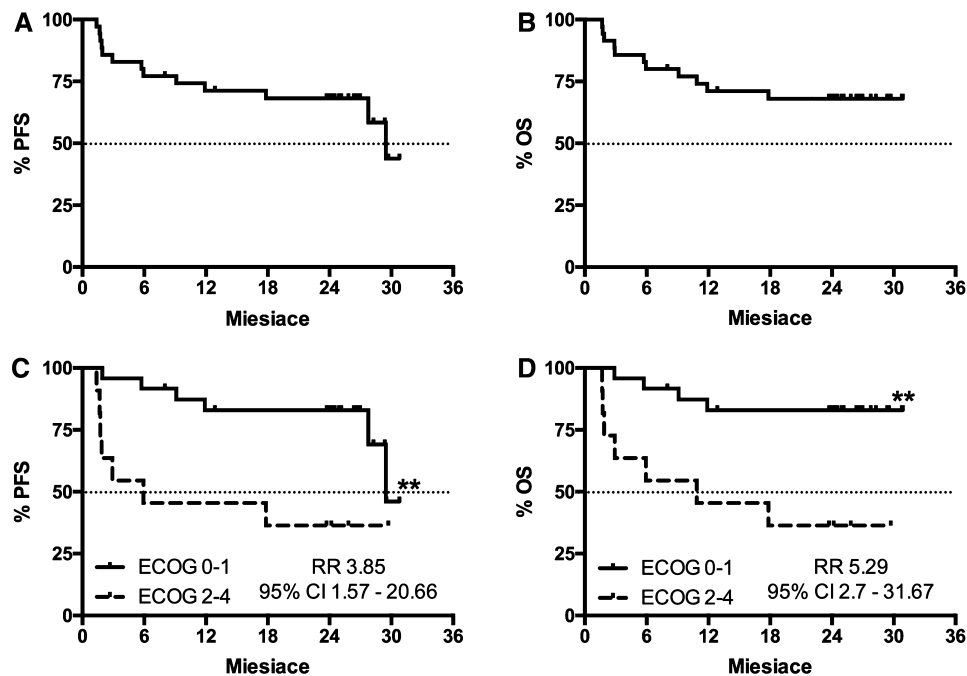 A
% PFS
100
75
50
25
0
0 6 12 18 24 30 36
Miesiace
B
% OS
100
75
50
25
0
0 6 12 18 24 30 36
Miesiace
C
% PFS
100
75
50
25
0
**
ECOG 0-1
ECOG 2-4
RR 3.85
95% CI 1.57 - 20.66
0 6 12 18 24 30 36
Miesiace
D
% OS
100
75
50
25
0
**
ECOG 0-1
ECOG 2-4
RR 5.29
95% CI 2.7 - 31.67
0 6 12 18 24 30 36
Miesiace